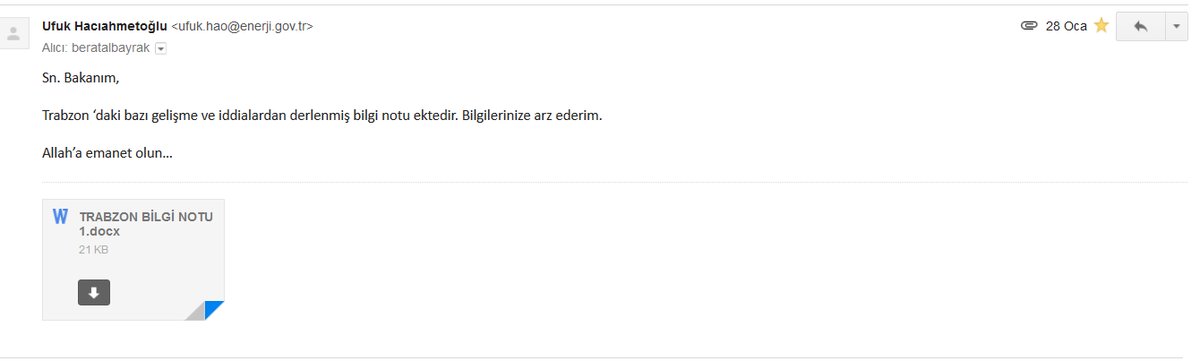 Ufuk Hacıahmetoğlu <ufuk.hao@enerji.gov.tr>
28 Oca
Alıcı: beratalbayrak
Sn. Bakanım,
Trabzon ‘daki bazı gelişme ve iddialardan derlenmiş bilgi notu ektedir. Bilgilerinize arz ederim.
Allah’a emanet olun…
W TRABZON BİLGİ NOTU
1.docx
21 KB